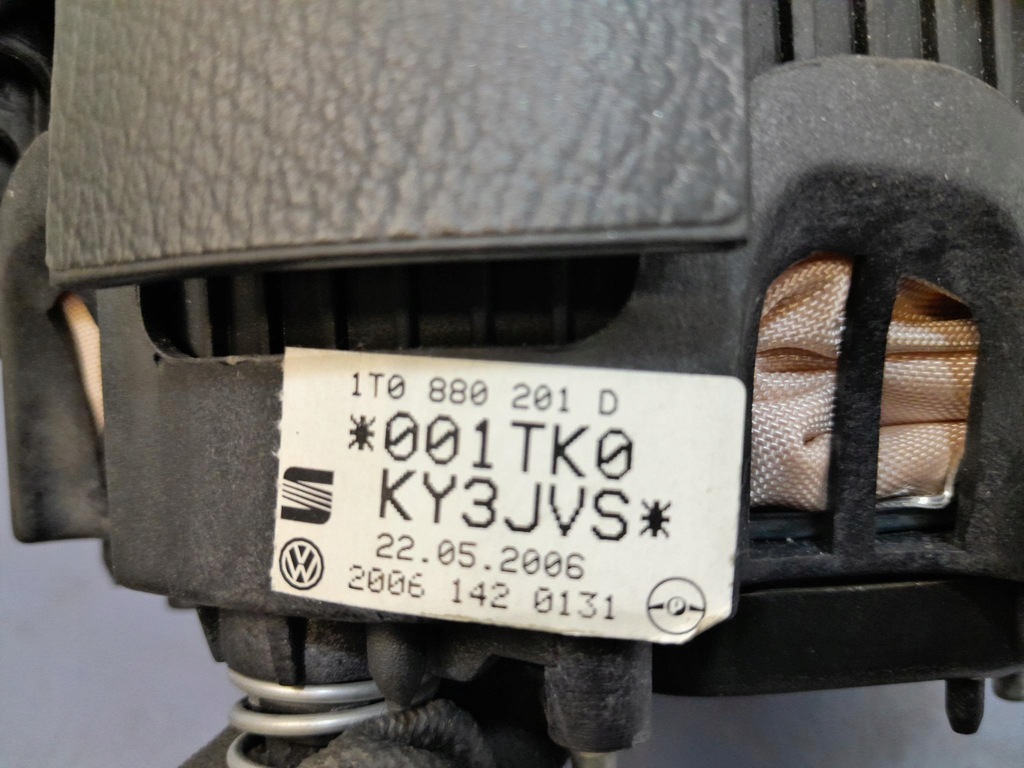 1T0 880 201 D
*001TK0
KY3JVS*
22.05.2006
2006 142 0131